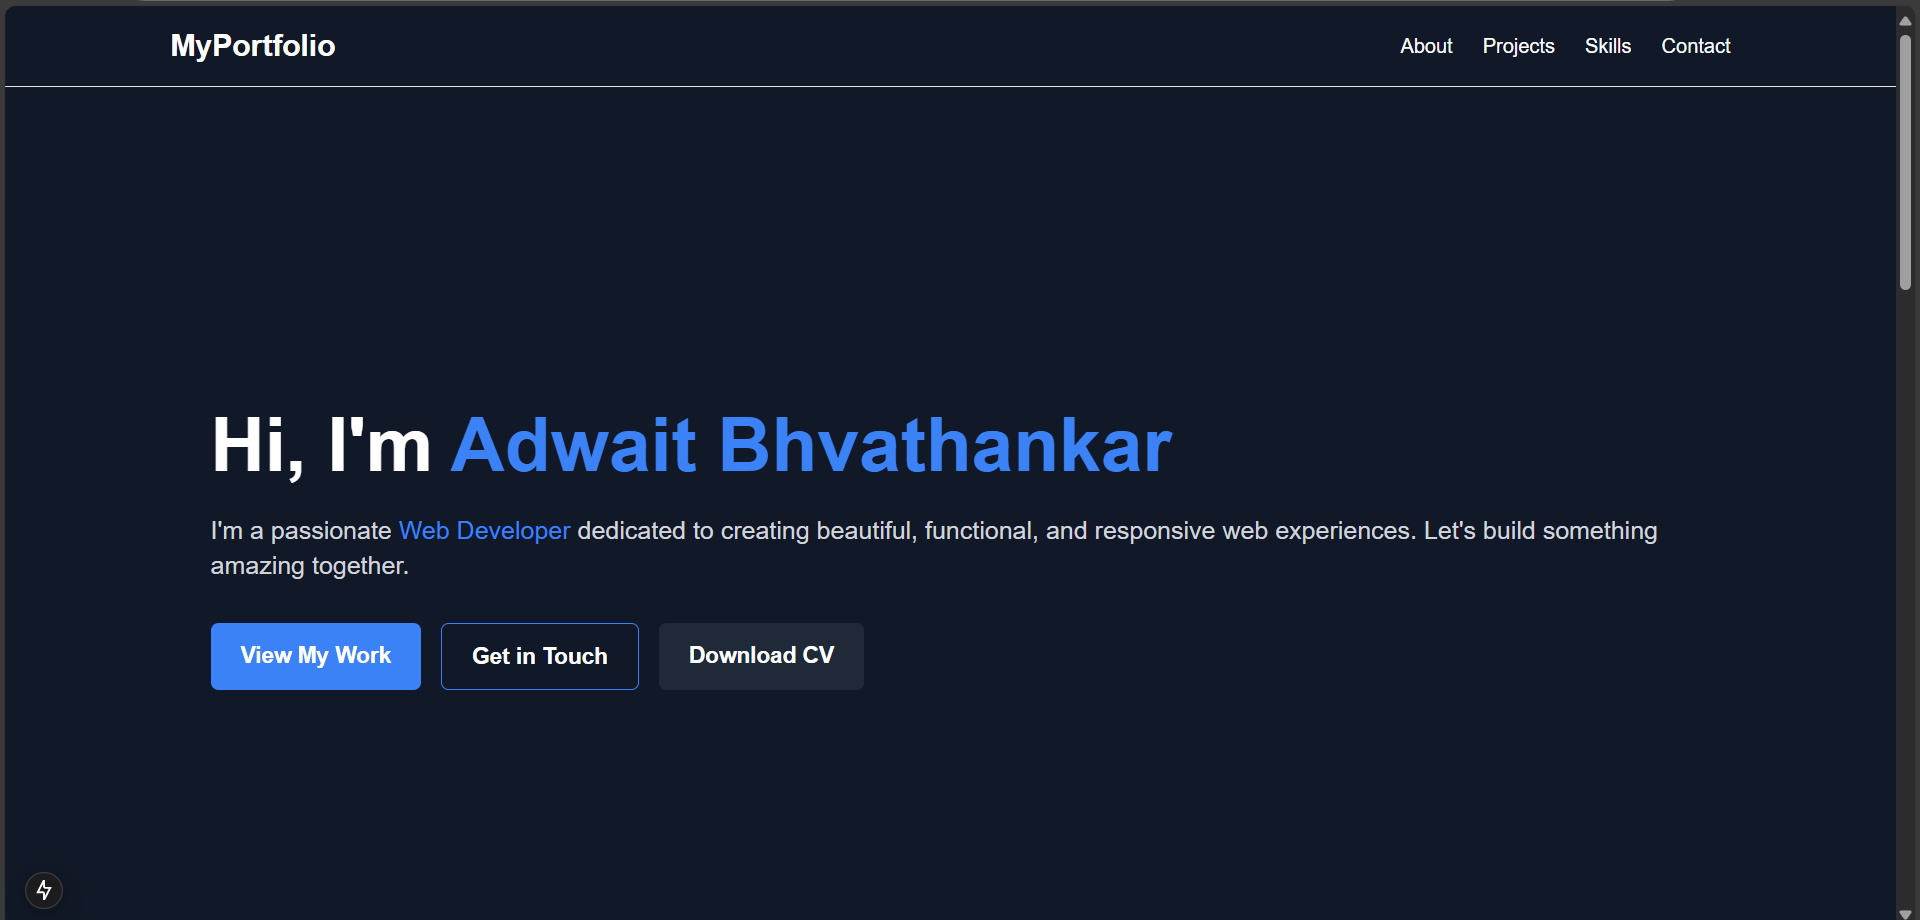 MyPortfolio
About Projects Skills Contact
Hi, I'm Adwait Bhvathankar
I'm a passionate Web Developer dedicated to creating beautiful, functional, and responsive web experiences. Let's build something
amazing together.
View My Work Get in Touch Download CV